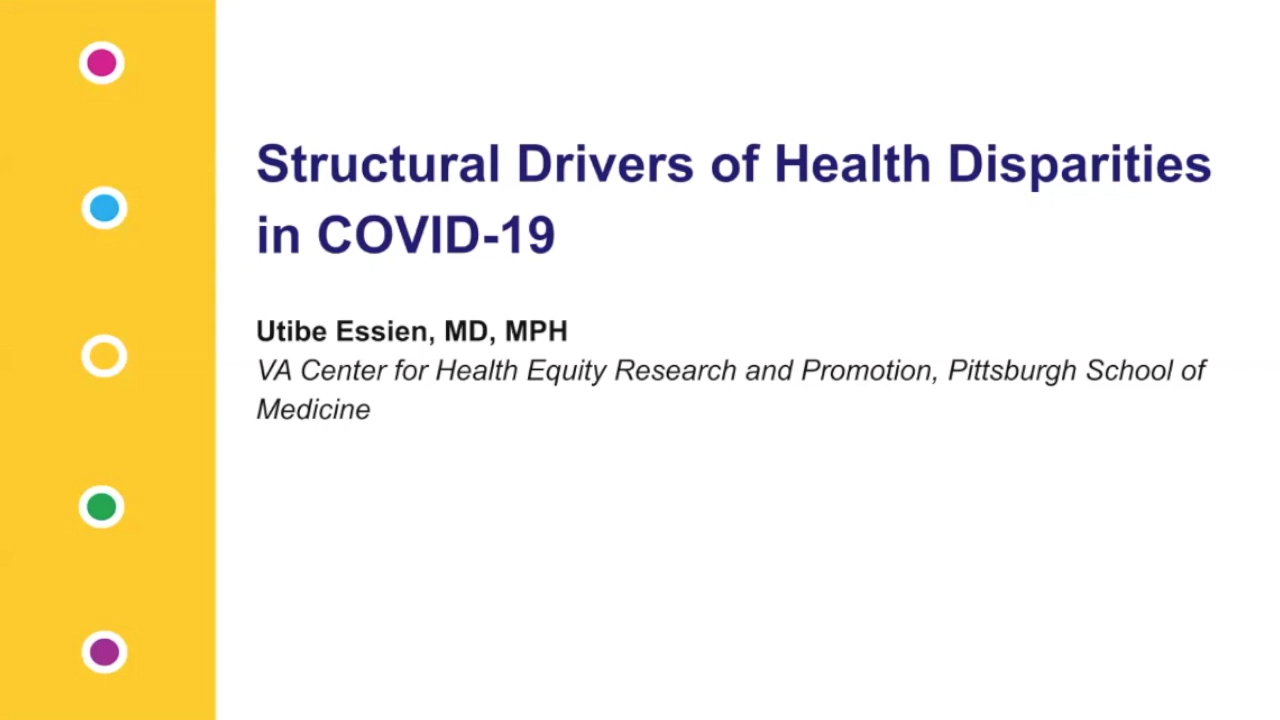 Structural Drivers of Health Disparities
in COVID-19
Utibe Essien, MD, MPH
VA Center for Health Equity Research and Promotion, Pittsburgh School of
Medicine